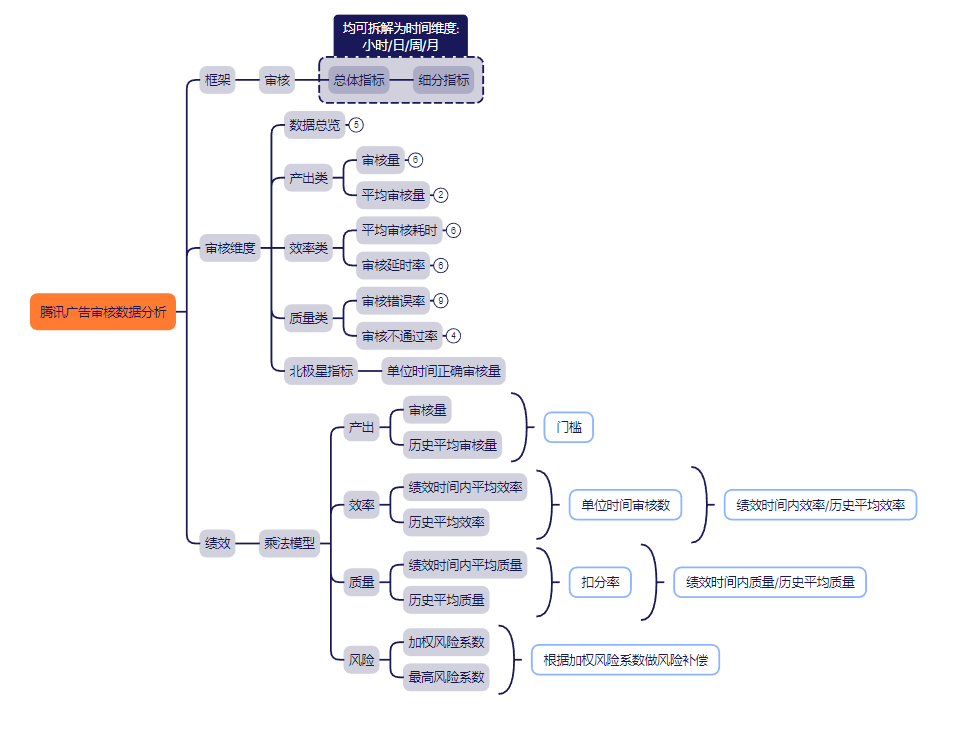 均可拆解为时间维度:
小时/日/周/月
框架
审核
总体指标
细分指标
数据总览
5
产出类
审核量
6
平均审核量
2
审核维度
效率类
平均审核耗时
6
审核延时率
6
质量类
审核错误率
9
审核不通过率
4
北极星指标
单位时间正确审核量
腾讯广告审核数据分析
绩效
乘法模型
产出
审核量
历史平均审核量
门槛
效率
绩效时间内平均效率
历史平均效率
单位时间审核数
绩效时间内效率/历史平均效率
质量
绩效时间内平均质量
历史平均质量
扣分率
绩效时间内质量/历史平均质量
风险
加权风险系数
最高风险系数
根据加权风险系数做风险补偿